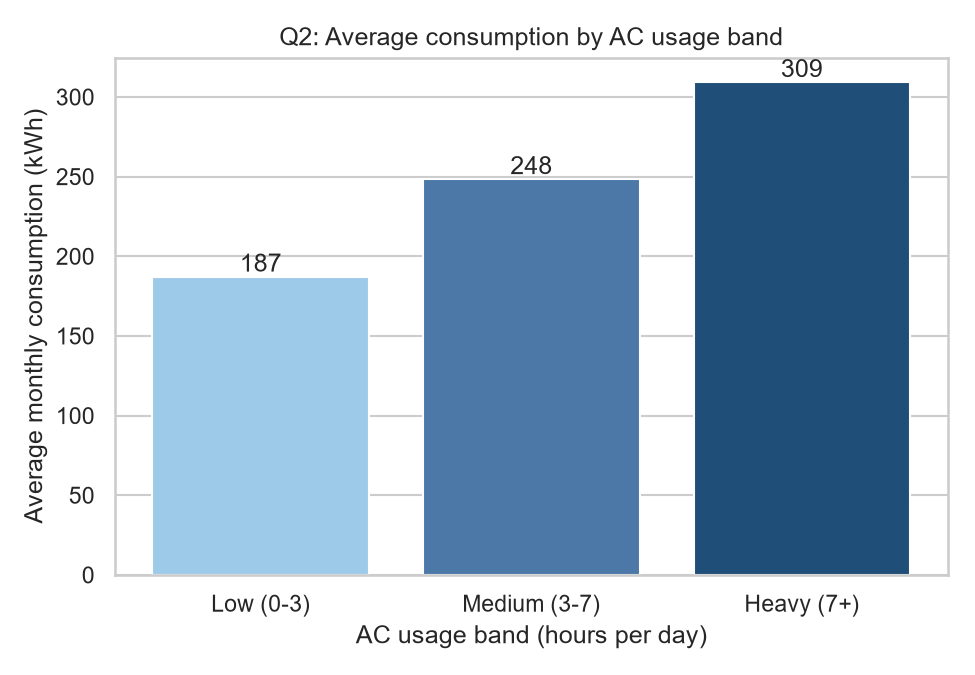 Q2: Average consumption by AC usage band
Average monthly consumption (kWh)
300
250
200
150
100
50
0
187
248
309
Low (0-3)
Medium (3-7)
Heavy (7+)
AC usage band (hours per day)